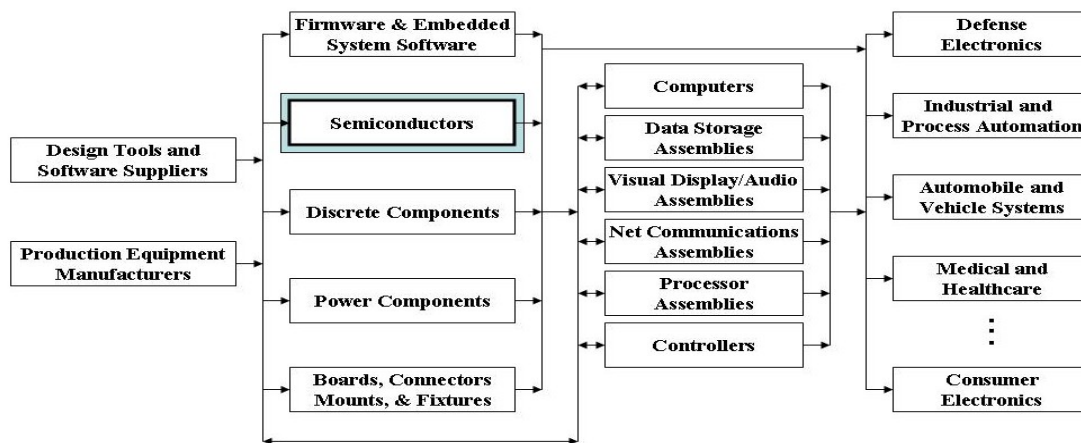 Design Tools and
Software Suppliers
Production Equipment
Manufacturers
Firmware & Embedded
System Software
Semiconductors
Discrete Components
Power Components
Boards, Connectors
Mounts, & Fixtures
Computers
Data Storage
Assemblies
Visual Display/Audio
Assemblies
Net Communications
Assemblies
Processor
Assemblies
Controllers
Defense
Electronics
Industrial and
Process Automation
Automobile and
Vehicle Systems
Medical and
Healthcare
Consumer
Electronics